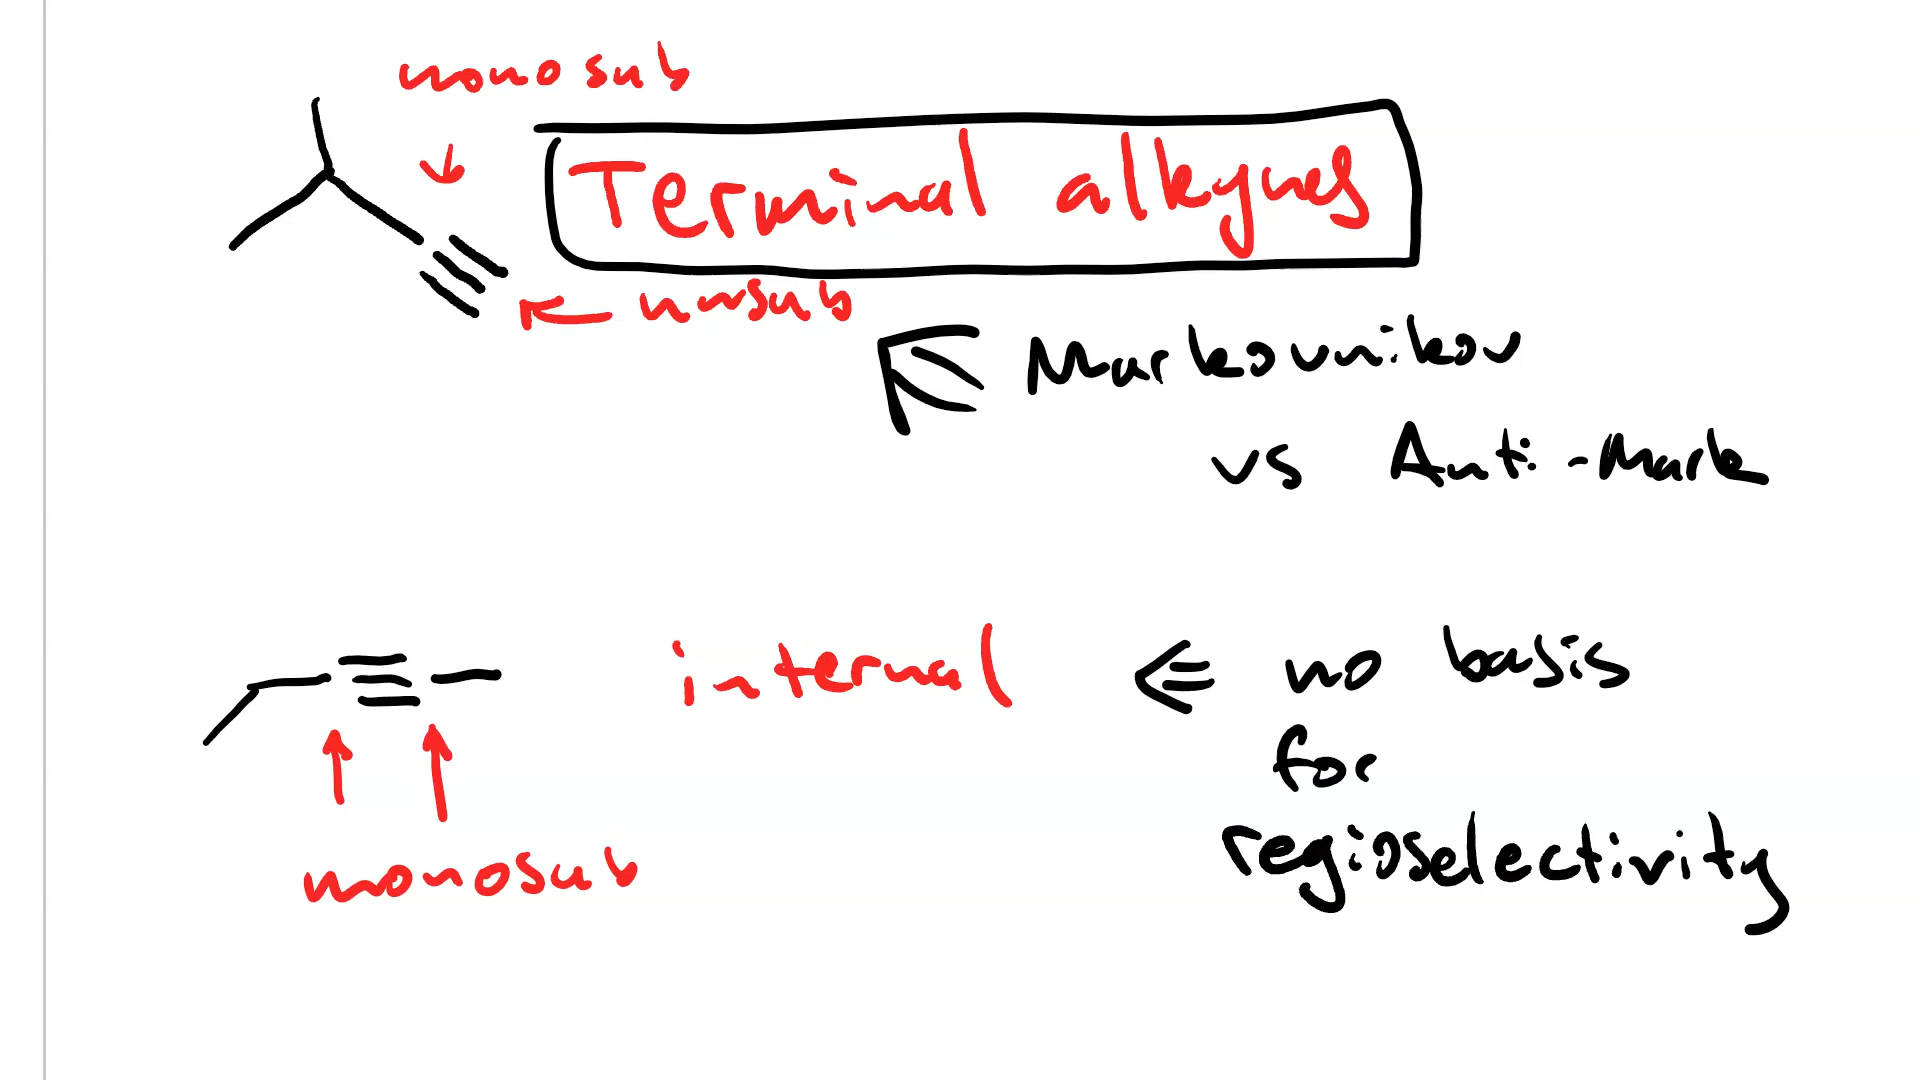 mono sub
Terminal alkynes
unsub
Markovnikov
vs Anti-Mark
internal
no basis
for
regioselectivity
monosub